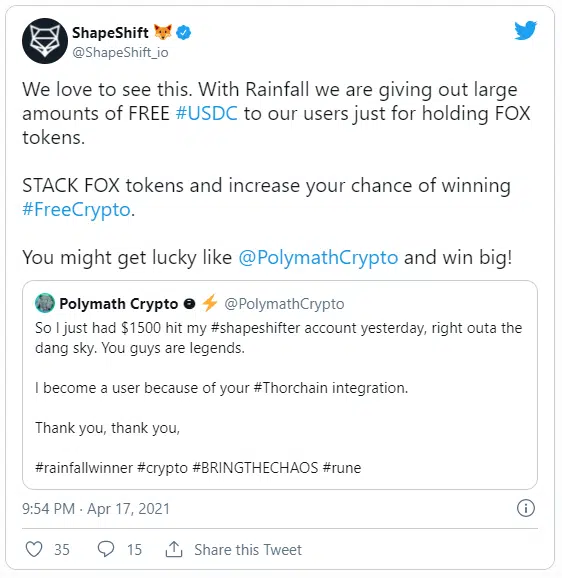 ShapeShift 🦊
@ShapeShift_io
We love to see this. With Rainfall we are giving out large
amounts of FREE #USDC to our users just for holding FOX
tokens.
STACK FOX tokens and increase your chance of winning
#FreeCrypto.
You might get lucky like @PolymathCrypto and win big!
Polymath Crypto ⚡ @PolymathCrypto
So I just had $1500 hit my #shapeshifter account yesterday, right outa the
dang sky. You guys are legends.
I become a user because of your #Thorchain integration.
Thank you, thank you,
#rainfallwinner #crypto #BRINGTHECHAOS #rune
9:54 PM · Apr 17, 2021
35 15 Share this Tweet